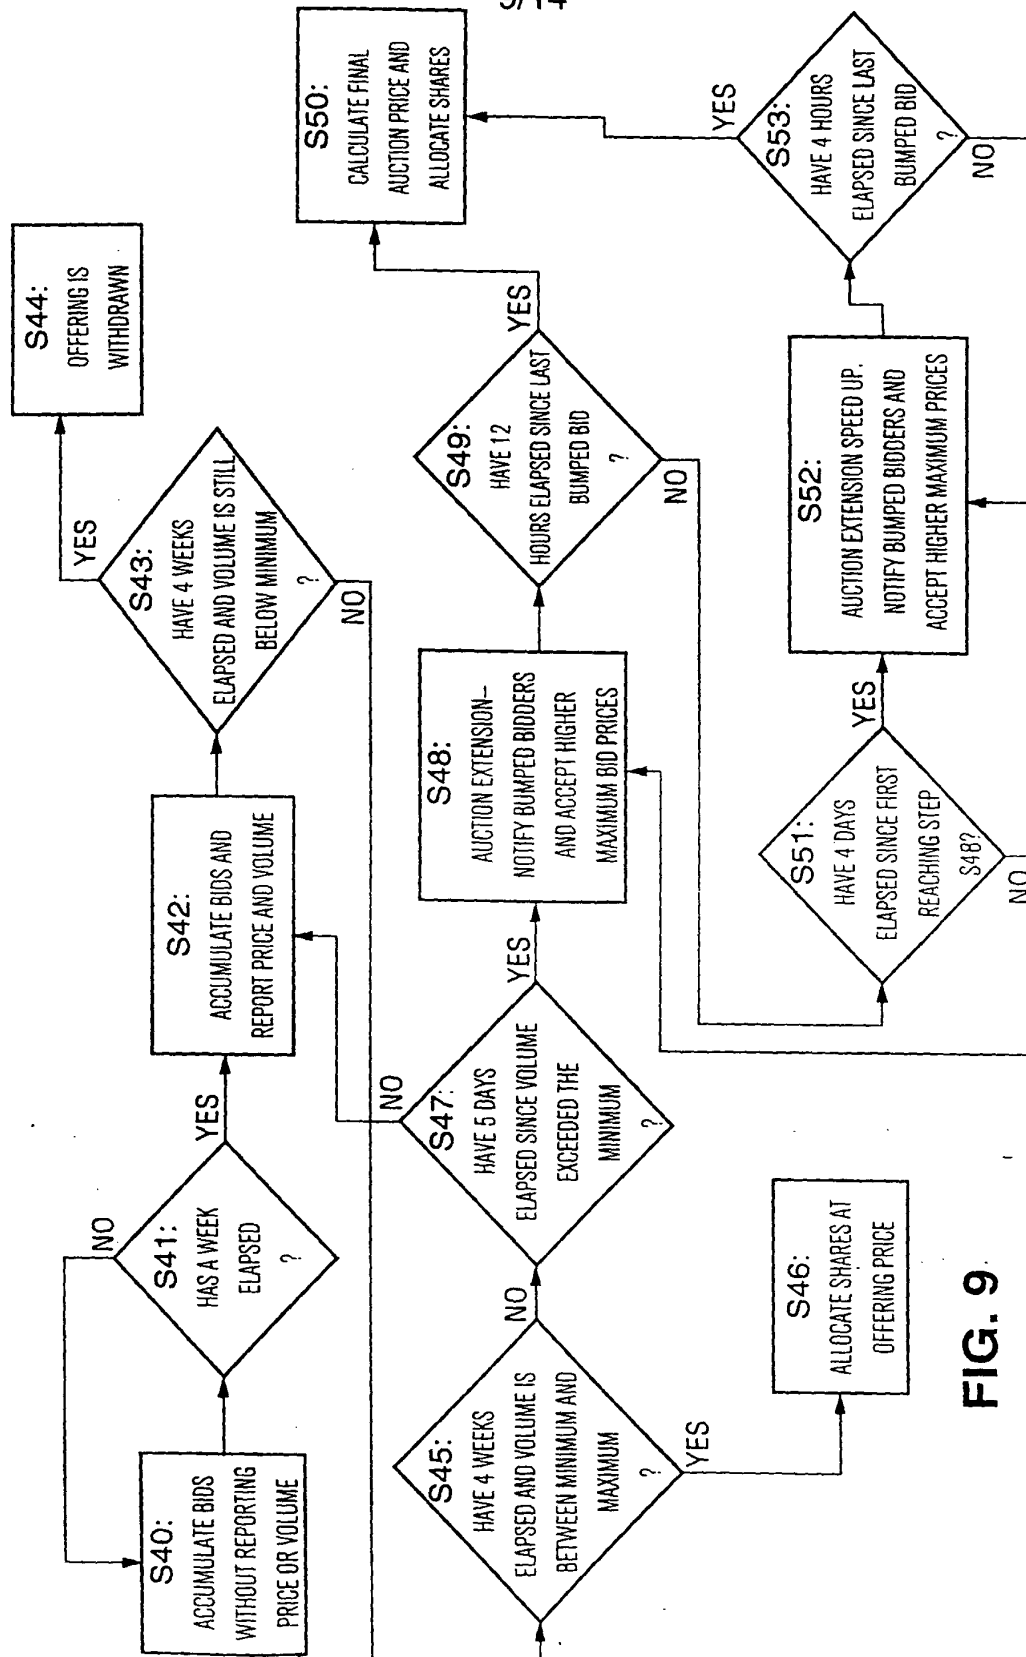 9/14
S40:
ACCUMULATE BIDS
WITHOUT REPORTING
PRICE OR VOLUME
NO
S41:
HAS A WEEK
ELAPSED
?
YES
S42:
ACCUMULATE BIDS AND
REPORT PRICE AND VOLUME
S43:
HAVE 4 WEEKS
ELAPSED AND VOLUME IS STILL
BELOW MINIMUM
?
YES
NO
S44:
OFFERING IS
WITHDRAWN
S45:
HAVE 4 WEEKS
ELAPSED AND VOLUME IS
BETWEEN MINIMUM AND
MAXIMUM
?
NO
YES
S46:
ALLOCATE SHARES AT
OFFERING PRICE
S47:
HAVE 5 DAYS
ELAPSED SINCE VOLUME
EXCEEDED THE
MINIMUM
?
NO
YES
S48:
AUCTION EXTENSION–
NOTIFY BUMPED BIDDERS
AND ACCEPT HIGHER
MAXIMUM BID PRICES
S49:
HAVE 12
HOURS ELAPSED SINCE LAST
BUMPED BID
?
YES
NO
S50:
CALCULATE FINAL
AUCTION PRICE AND
ALLOCATE SHARES
S51:
HAVE 4 DAYS
ELAPSED SINCE FIRST
REACHING STEP
S48?
YES
NO
S52:
AUCTION EXTENSION SPEED UP.
NOTIFY BUMPED BIDDERS AND
ACCEPT HIGHER MAXIMUM PRICES
S53:
HAVE 4 HOURS
ELAPSED SINCE LAST
BUMPED BID
?
YES
NO
FIG. 9